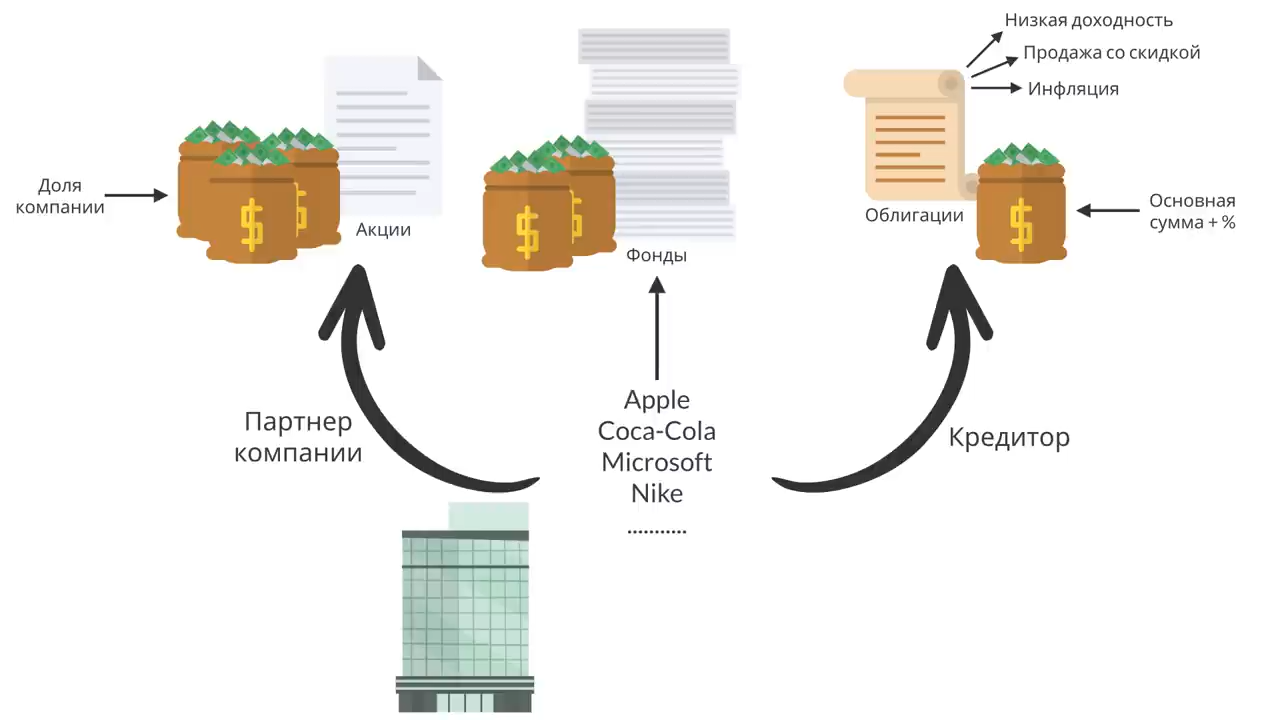 Низкая доходность
Продажа со скидкой
Инфляция
Доля
компании
Акции
Фонды
Облигации
Основная
сумма + %
Партнер
компании
Apple
Coca-Cola
Microsoft
Nike
...........
Кредитор